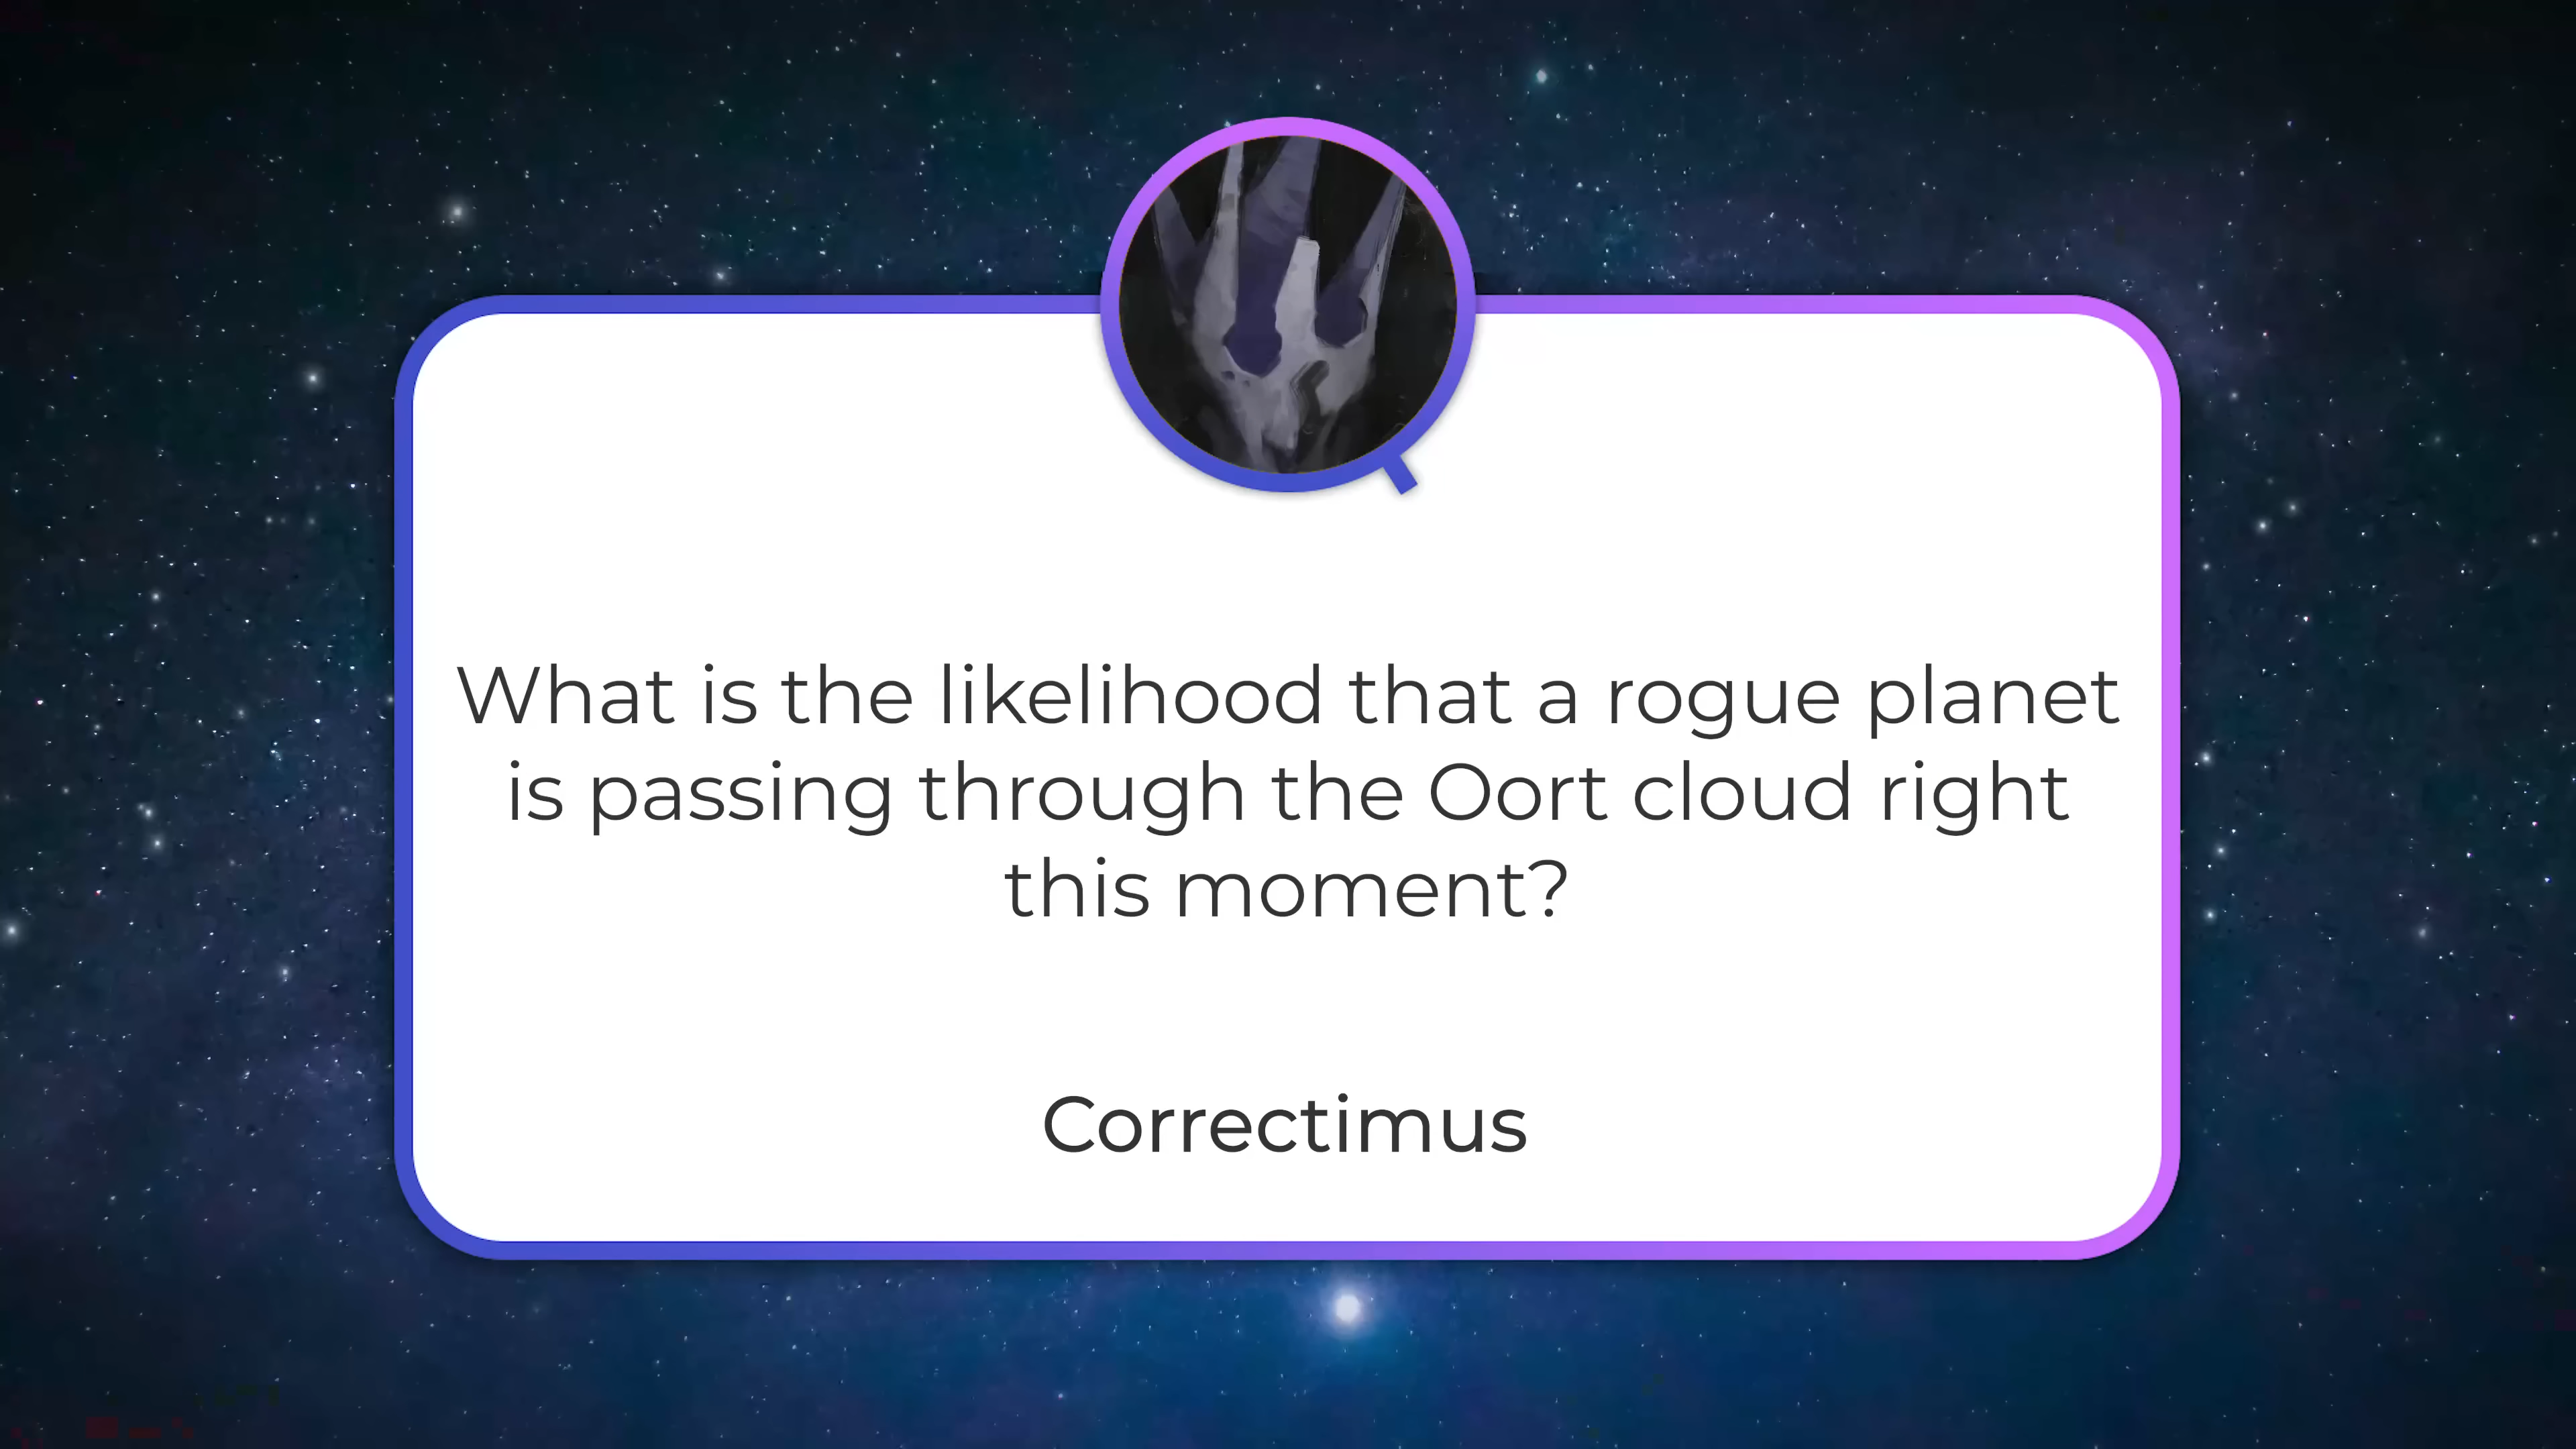 What is the likelihood that a rogue planet
is passing through the Oort cloud right
this moment?
Correctimus